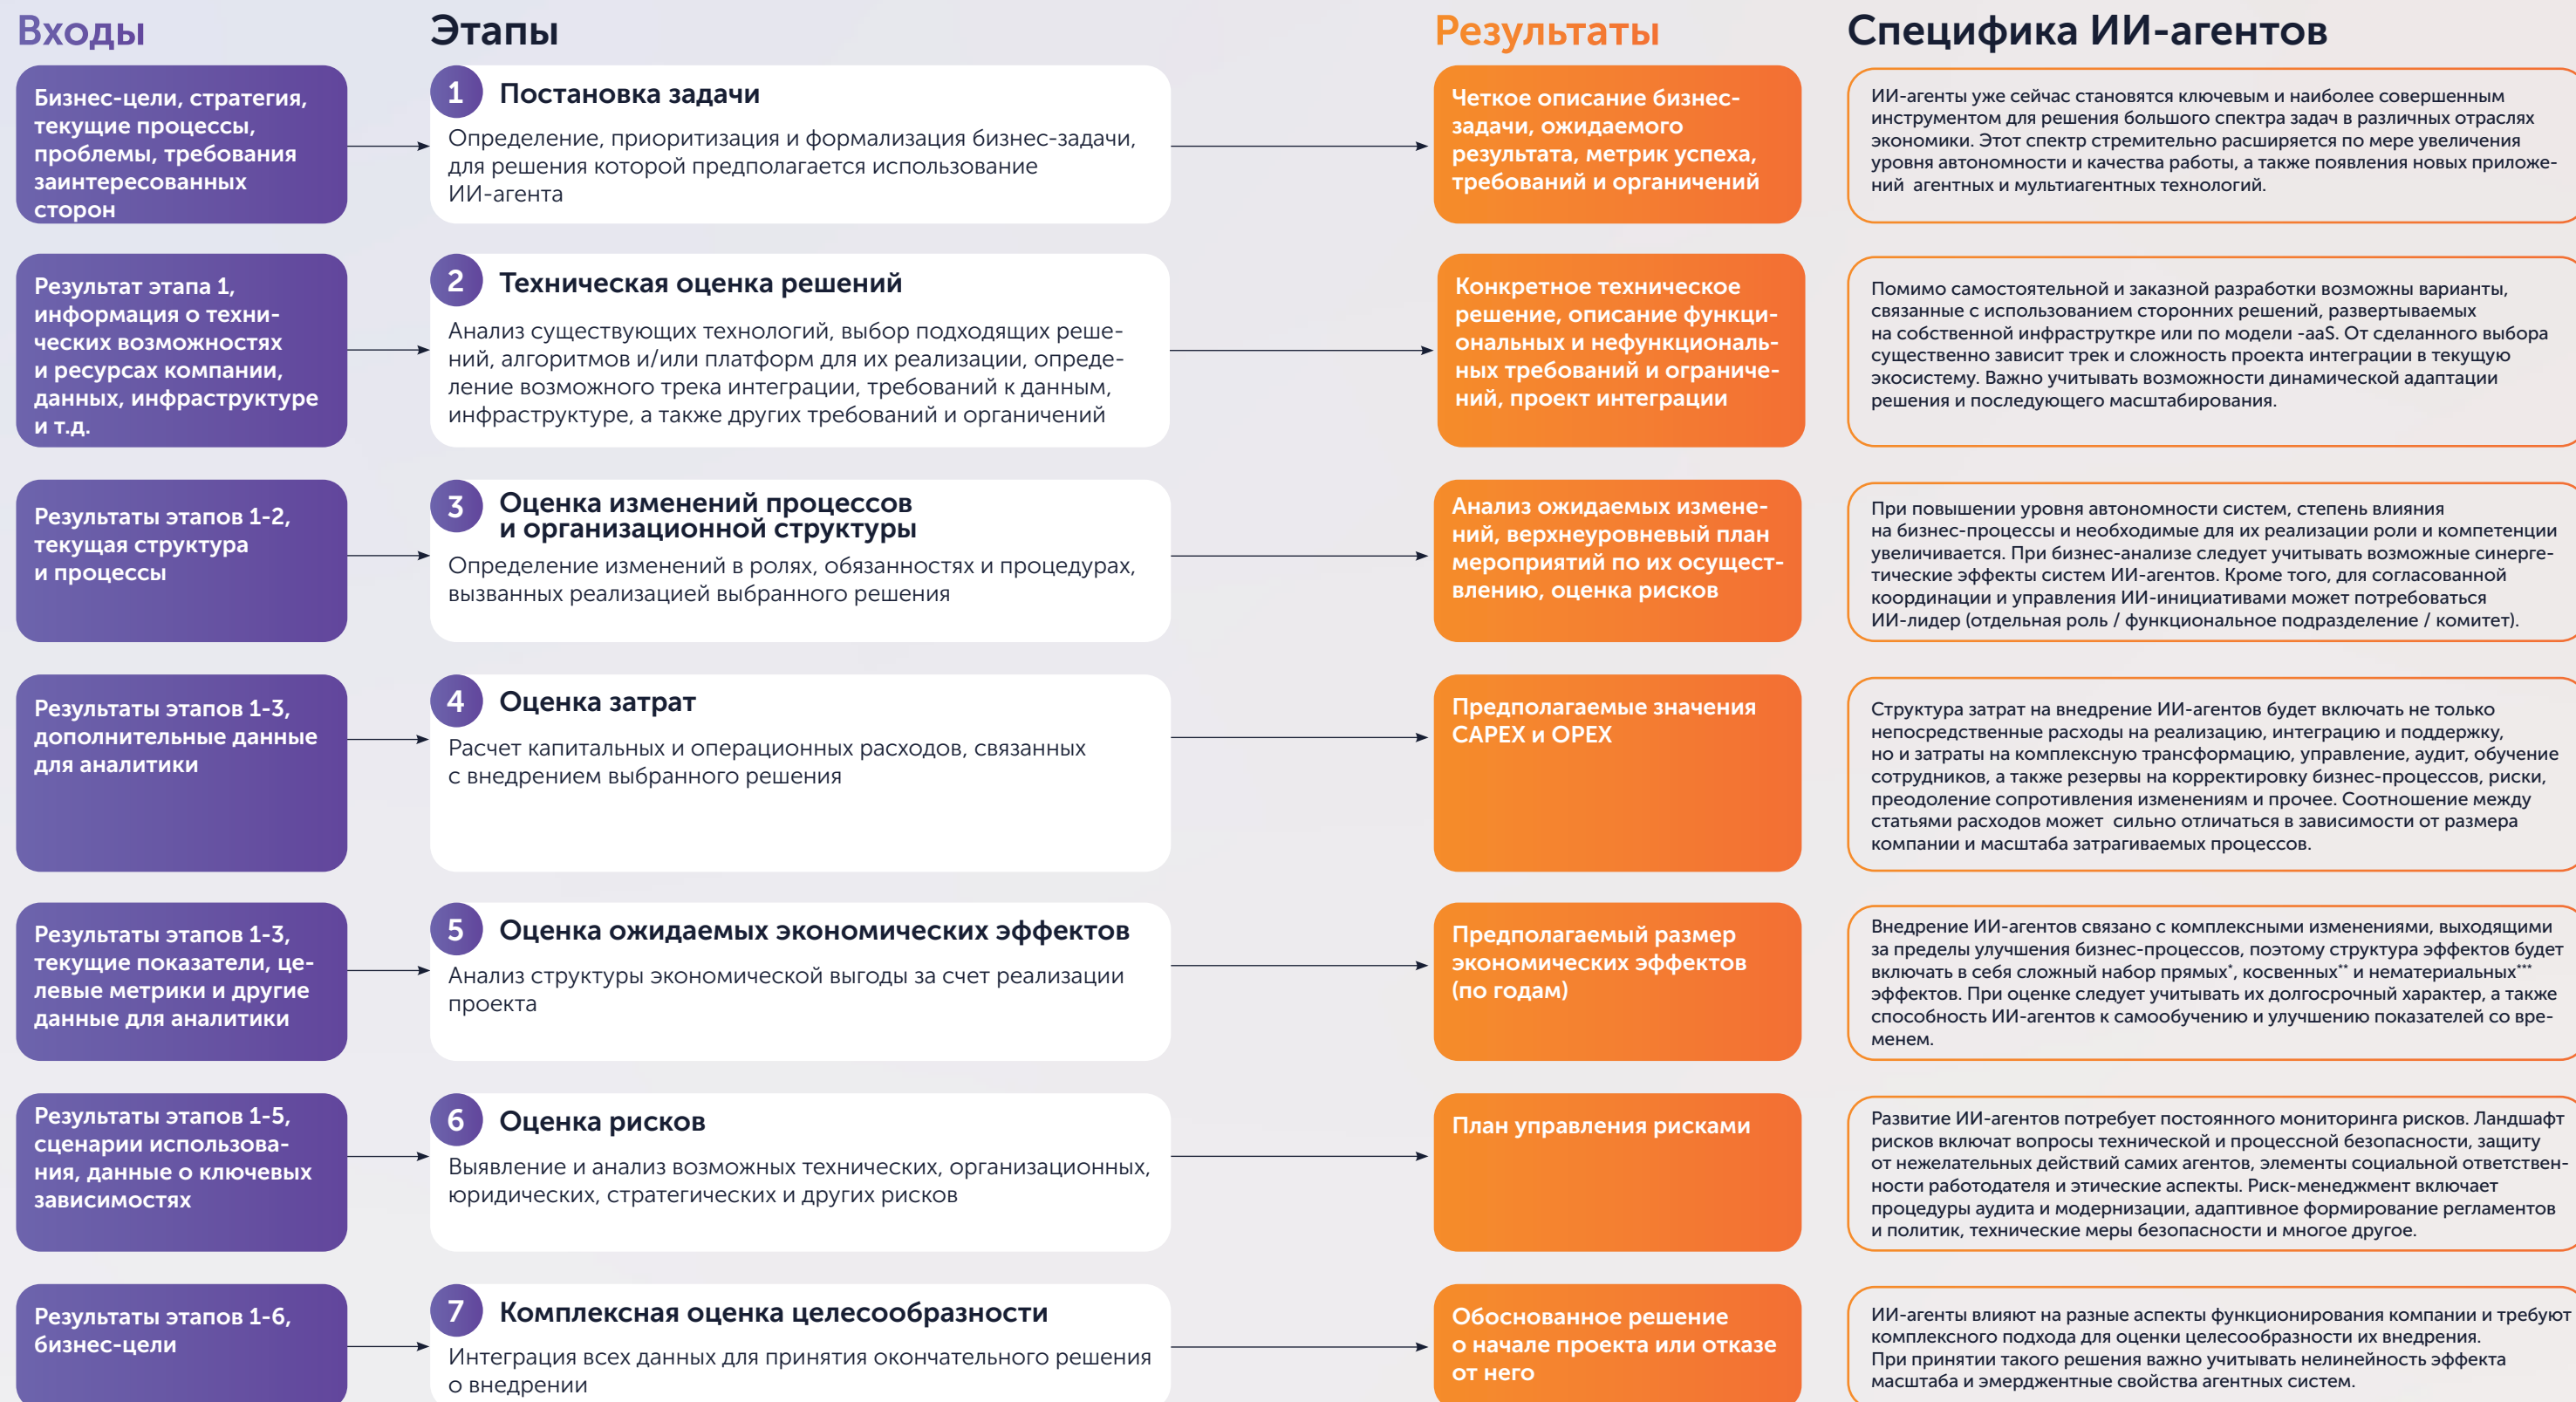 Входы
Этапы
Результаты
Специфика ИИ-агентов
Бизнес-цели, стратегия,
текущие процессы,
проблемы, требования
заинтересованных
сторон
1 Постановка задачи
Определение, приоритизация и формализация бизнес-задачи,
для решения которой предполагается использование
ИИ-агента
Четкое описание бизнес-
задачи, ожидаемого
результата, метрик успеха,
требований и органичений
ИИ-агенты уже сейчас становятся ключевым и наиболее совершенным
инструментом для решения большого спектра задач в различных отраслях
экономики. Этот спектр стремительно расширяется по мере увеличения
уровня автономности и качества работы, а также появления новых приложе-
ний агентных и мультиагентных технологий.
Результат этапа 1,
информация о техни-
ческих возможностях
и ресурсах компании,
данных, инфраструктуре
и т.д.
2 Техническая оценка решений
Анализ существующих технологий, выбор подходящих реше-
ний, алгоритмов и/или платформ для их реализации, опреде-
ление возможного трека интеграции, требований к данным,
инфраструктуре, а также других требований и органичений
Конкретное техническое
решение, описание функци-
ональных и нефункциональ-
ных требований и ограниче-
ний, проект интеграции
Помимо самостоятельной и заказной разработки возможны варианты,
связанные с использованием сторонних решений, развертываемых
на собственной инфраструткре или по модели -aaS. От сделанного выбора
существенно зависит трек и сложность проекта интеграции в текущую
экосистему. Важно учитывать возможности динамической адаптации
решения и последующего масштабирования.
Результаты этапов 1-2,
текущая структура
и процессы
3 Оценка изменений процессов
и организационной структуры
Определение изменений в ролях, обязанностях и процедурах,
вызванных реализацией выбранного решения
Анализ ожидаемых измене-
ний, верхнеуровневый план
мероприятий по их осущест-
влению, оценка рисков
При повышении уровня автономности систем, степень влияния
на бизнес-процессы и необходимые для их реализации роли и компетенции
увеличивается. При бизнес-анализе следует учитывать возможные синерге-
тические эффекты систем ИИ-агентов. Кроме того, для согласованной
координации и управления ИИ-инициативами может потребоваться
ИИ-лидер (отдельная роль / функциональное подразделение / комитет).
Результаты этапов 1-3,
дополнительные данные
для аналитики
4 Оценка затрат
Расчет капитальных и операционных расходов, связанных
с внедрением выбранного решения
Предполагаемые значения
CAPEX и OPEX
Структура затрат на внедрение ИИ-агентов будет включать не только
непосредственные расходы на реализацию, интеграцию и поддержку,
но и затраты на комплексную трансформацию, управление, аудит, обучение
сотрудников, а также резервы на корректировку бизнес-процессов, риски,
преодоление сопротивления изменениям и прочее. Соотношение между
статьями расходов может сильно отличаться в зависимости от размера
компании и масштаба затрагиваемых процессов.
Результаты этапов 1-3,
текущие показатели, це-
левые метрики и другие
данные для аналитики
5 Оценка ожидаемых экономических эффектов
Анализ структуры экономической выгоды за счет реализации
проекта
Предполагаемый размер
экономических эффектов
(по годам)
Внедрение ИИ-агентов связано с комплексными изменениями, выходящими
за пределы улучшения бизнес-процессов, поэтому структура эффектов будет
включать в себя сложный набор прямых*, косвенных** и нематериальных***
эффектов. При оценке следует учитывать их долгосрочный характер, а также
способность ИИ-агентов к самообучению и улучшению показателей со вре-
менем.
Результаты этапов 1-5,
сценарии использова-
ния, данные о ключевых
зависимостях
6 Оценка рисков
Выявление и анализ возможных технических, организационных,
юридических, стратегических и других рисков
План управления рисками
Развитие ИИ-агентов потребует постоянного мониторинга рисков. Ландшафт
рисков включат вопросы технической и процессной безопасности, защиту
от нежелательных действий самих агентов, элементы социальной ответствен-
ности работодателя и этические аспекты. Риск-менеджмент включает
процедуры аудита и модернизации, адаптивное формирование регламентов
и политик, технические меры безопасности и многое другое.
Результаты этапов 1-6,
бизнес-цели
7 Комплексная оценка целесообразности
Интеграция всех данных для принятия окончательного решения
о внедрении
Обоснованное решение
о начале проекта или отказе
от него
ИИ-агенты влияют на разные аспекты функционирования компании и требуют
комплексного подхода для оценки целесообразности их внедрения.
При принятии такого решения важно учитывать нелинейность эффекта
масштаба и эмерджентные свойства агентных систем.